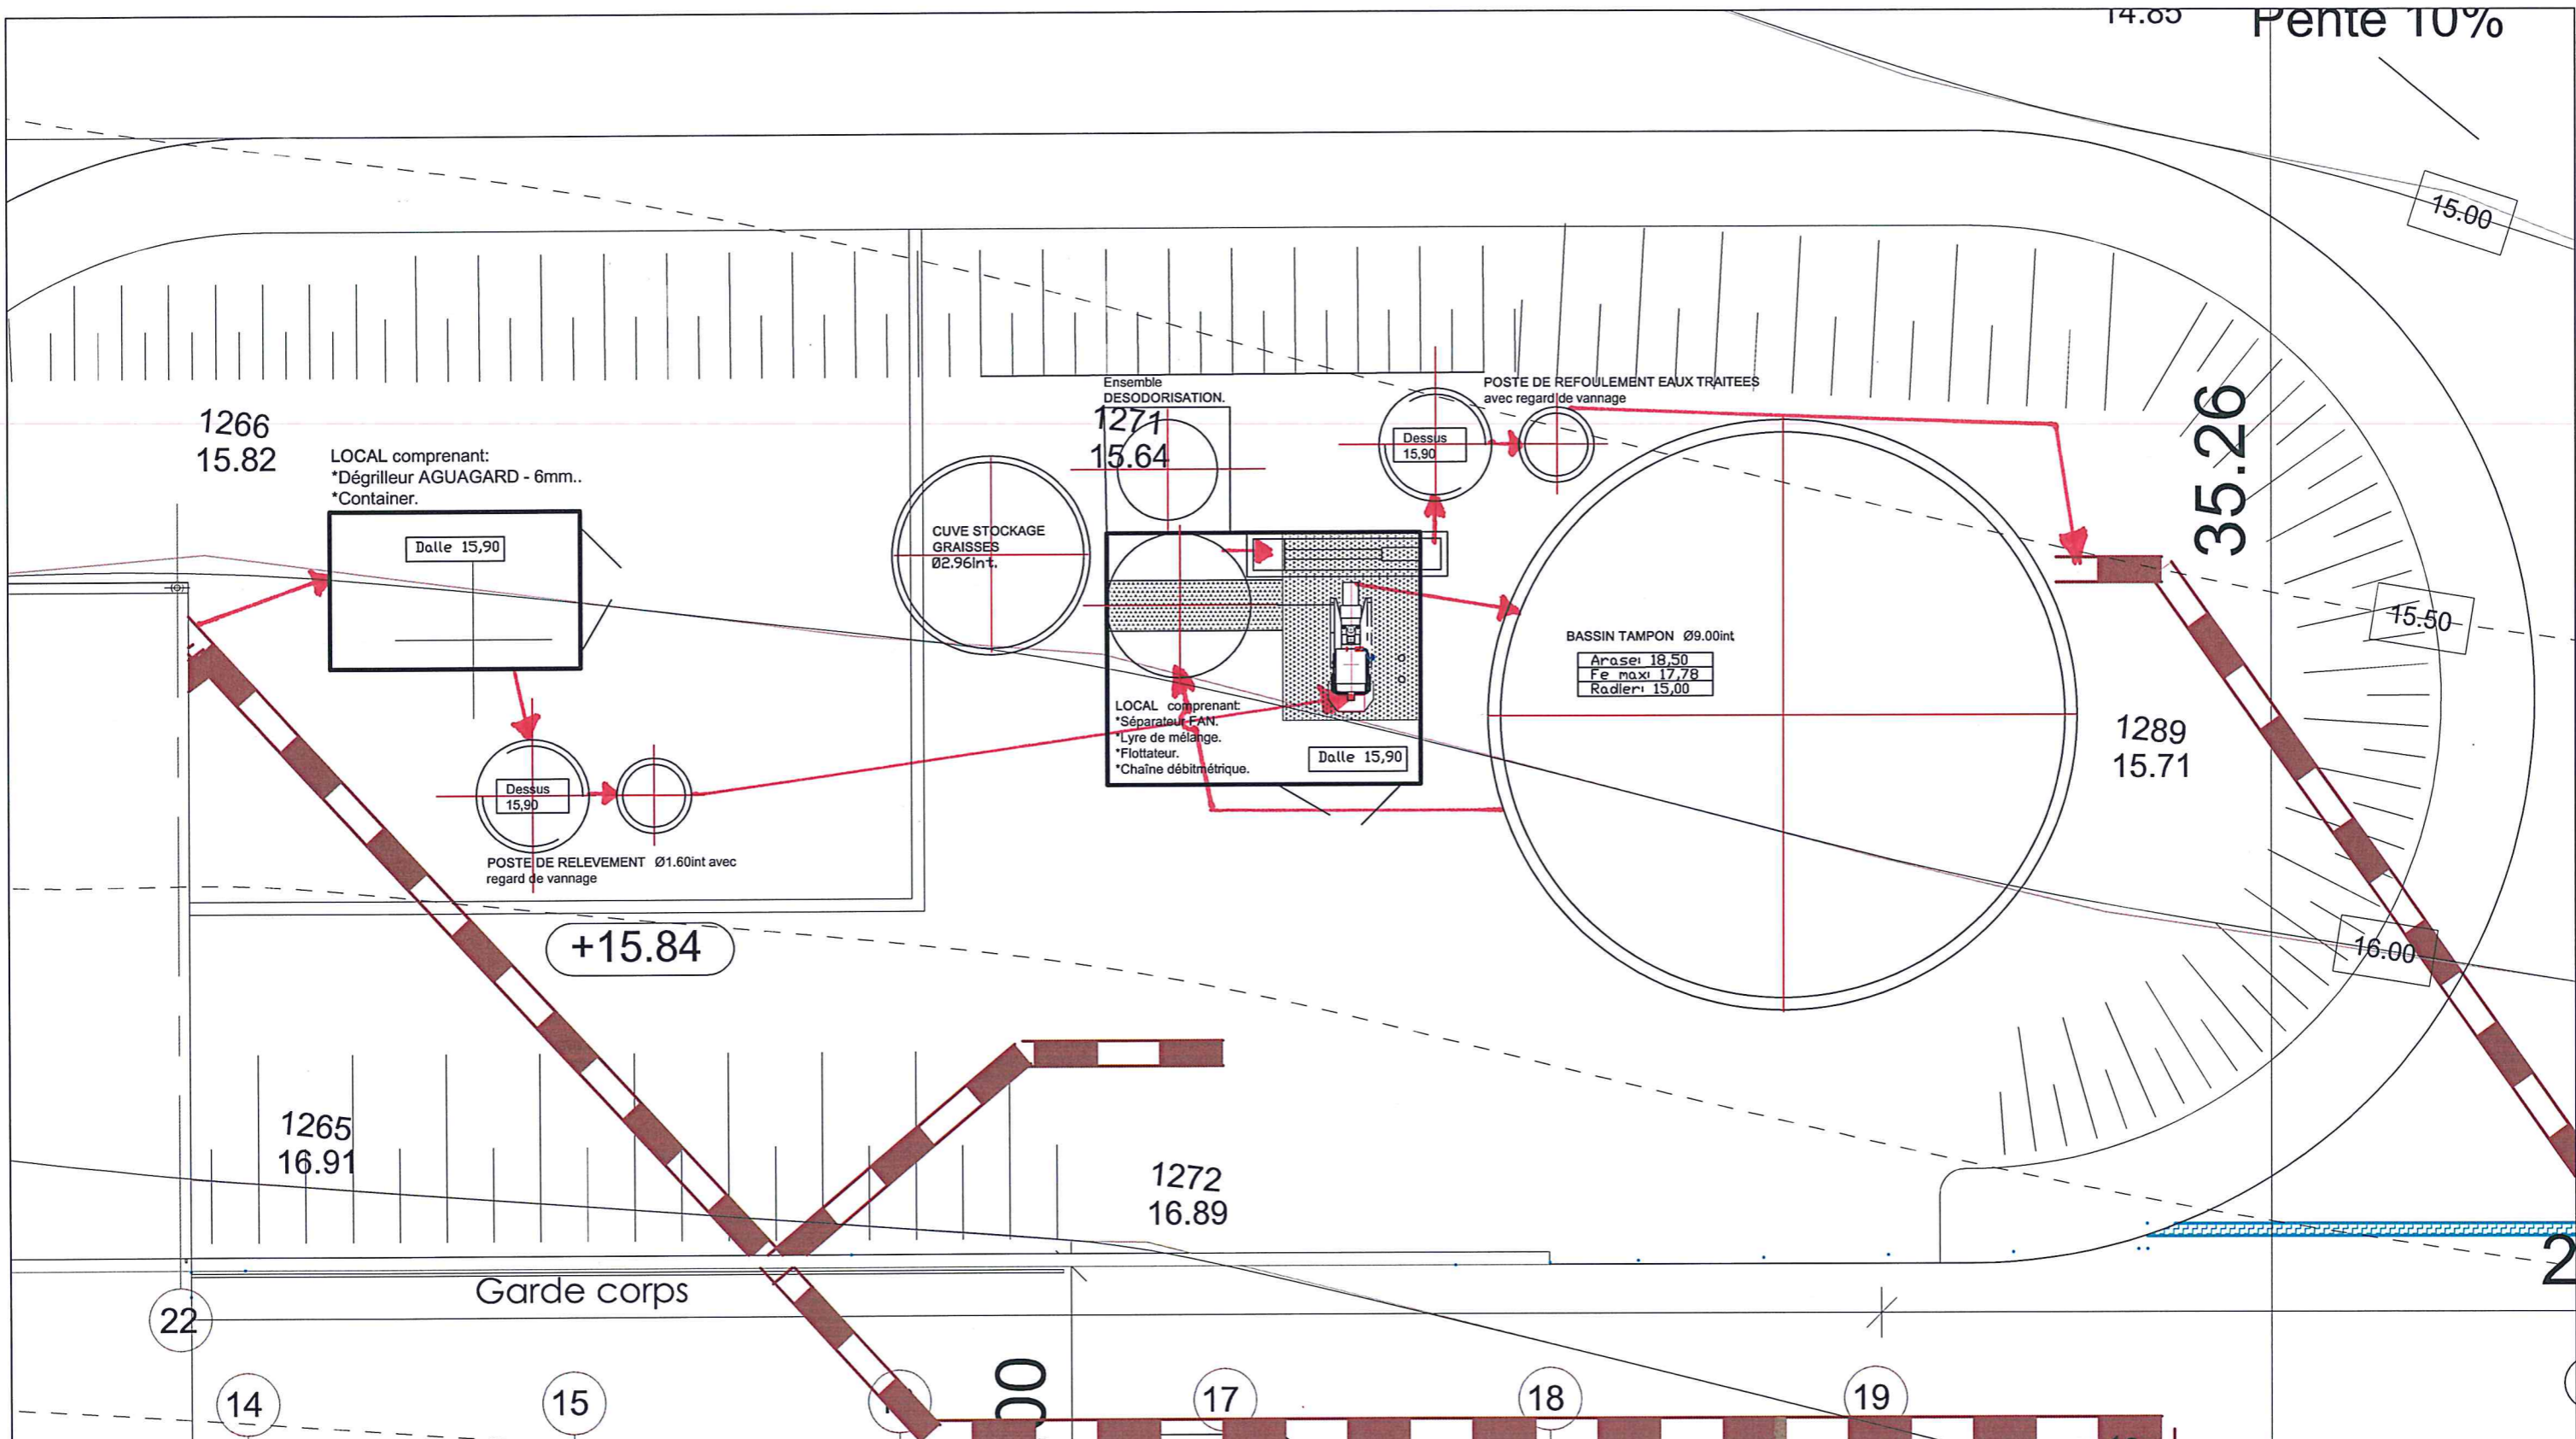 14.85
Pente 10%
15.00
Ensemble
DESODORISATION.
1271
15.64
POSTE DE REFOULEMENT EAUX TRAITEES
avec regard de vannage
1266
15.82
LOCAL comprenant:
*Dégrilleur AGUAGARD - 6mm..
*Container.
Dalle 15,90
CUVE STOCKAGE
GRAISSES
Ø2.96int.
Dessus
15,90
35.26
15.50
BASSIN TAMPON Ø9.00int
Arase: 18,50
Fe maxi 17,78
Radier: 15,00
LOCAL comprenant:
*Séparateur FAN.
*Lyre de mélange.
*Flottateur.
*Chaîne débitmétrique.
Dalle 15,90
1289
15.71
Dessus
15,90
POSTE DE RELEVEMENT Ø1.60int avec
regard de vannage
+15.84
16.00
1265
16.91
1272
16.89
Garde corps
22
2
14
15
00
17
18
19